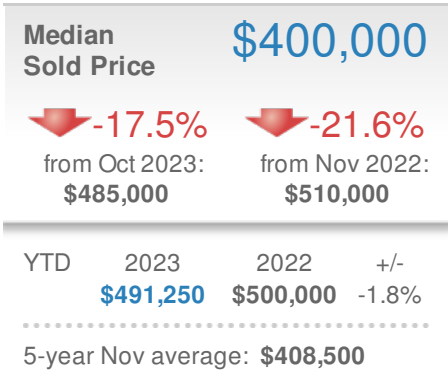 Median
Sold Price
$400,000
-17.5%
from Oct 2023:
$485,000
-21.6%
from Nov 2022:
$510,000
YTD 2023 2022 +/-
$491,250 $500,000 -1.8%
5-year Nov average: $408,500